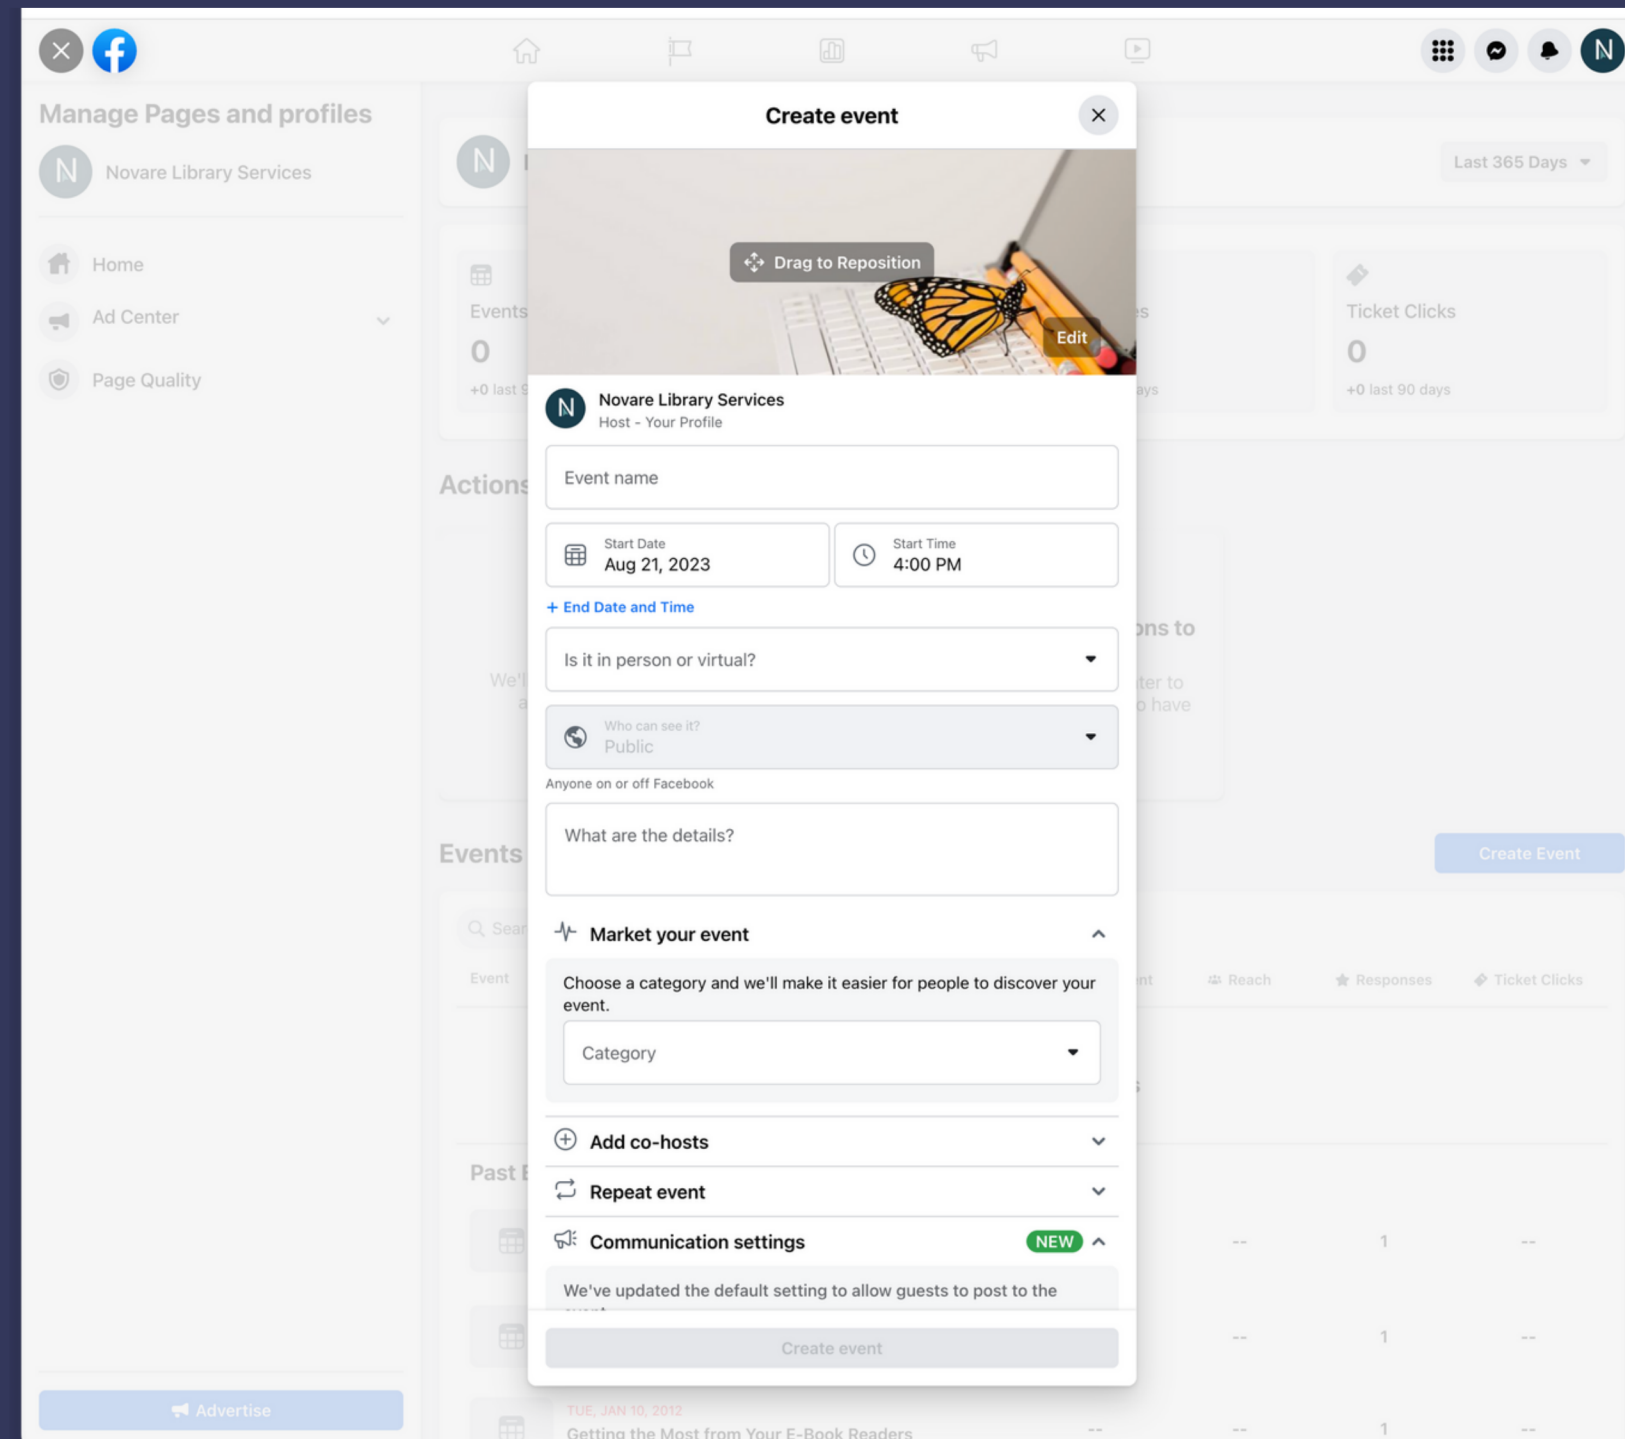 N
Manage Pages and profiles
N Novare Library Services
Home
Ad Center
Page Quality
Advertise
N
Last 365 Days
Events
0
+0 last
Ticket Clicks
0
+0 last 90 days
Actions
We'll
Events
Create Event
Event
Reach
Responses
Ticket Clicks
Past
--
1
--
--
1
--
TUE, JAN 10, 2012
Getting the Most from Your E-Book Readers
--
--
1
--
Create event
Drag to Reposition
Edit
N Novare Library Services
Host - Your Profile
Event name
Start Date
Aug 21, 2023
Start Time
4:00 PM
+ End Date and Time
Is it in person or virtual?
Who can see it?
Public
Anyone on or off Facebook
What are the details?
Market your event
Choose a category and we'll make it easier for people to discover your
event.
Category
Add co-hosts
Repeat event
Communication settings NEW
We've updated the default setting to allow guests to post to the
Create event